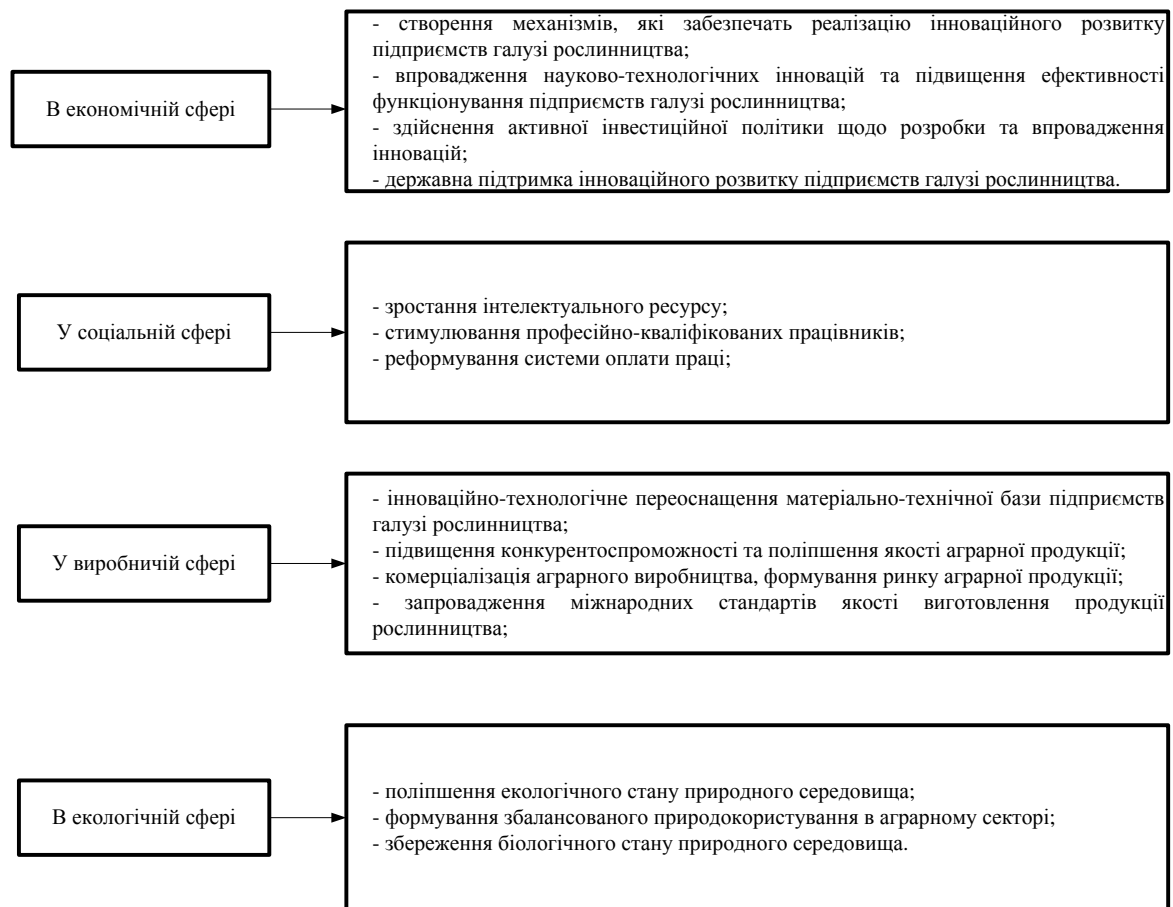 В економічній сфері
- створення механізмів, які забезпечать реалізацію інноваційного розвитку
підприємств галузі рослинництва;
- впровадження науково-технологічних інновацій та підвищення ефективності
функціонування підприємств галузі рослинництва;
- здійснення активної інвестиційної політики щодо розробки та впровадження
інновацій;
- державна підтримка інноваційного розвитку підприємств галузі рослинництва.
У соціальній сфері
- зростання інтелектуального ресурсу;
- стимулювання професійно-кваліфікованих працівників;
- реформування системи оплати праці;
У виробничій сфері
- інноваційно-технологічне переоснащення матеріально-технічної бази підприємств
галузі рослинництва;
- підвищення конкурентоспроможності та поліпшення якості аграрної продукції;
- комерціалізація аграрного виробництва, формування ринку аграрної продукції;
- запровадження міжнародних стандартів якості виготовлення продукції
рослинництва;
В екологічній сфері
- поліпшення екологічного стану природного середовища;
- формування збалансованого природокористування в аграрному секторі;
- збереження біологічного стану природного середовища.